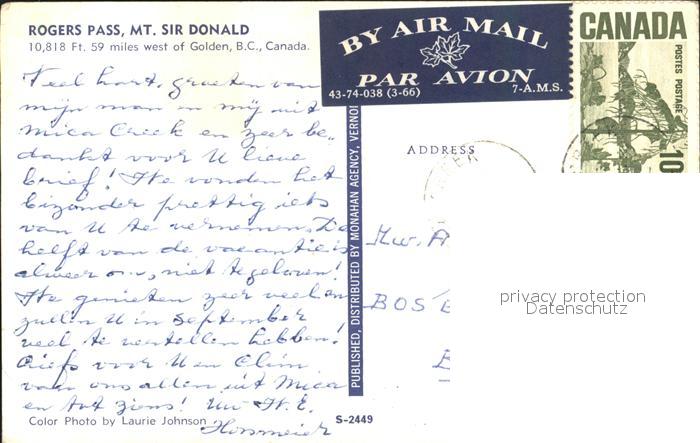 ROGERS PASS, MT. SIR DONALD
10,818 Ft. 59 miles west of Golden, B.C., Canada.
Veel hart. groeten van
mijn man en mij uit
Mica Creek en zeer be-
dankt voor U lieve
brief! We vonden het
bizonder prettig iets
van U te vernemen. De
helft van de vacantie is
alweer om, niet te geloven!
We genieten zeer veel en
zullen U in September
veel te vertellen hebben!
Liefs voor U en
van ons allen uit Mica
en tot ziens! Uw
Color Photo by Laurie Johnson
S-2449
PUBLISHED, DISTRIBUTED BY MONAHAN AGENCY, VERNON
BY AIR MAIL
PAR AVION
43-74-038 (3-66)
7-A.M.S.
CANADA
POSTES POSTAGE
10
ADDRESS
Mw. A
BOS
privacy protection
Datenschutz